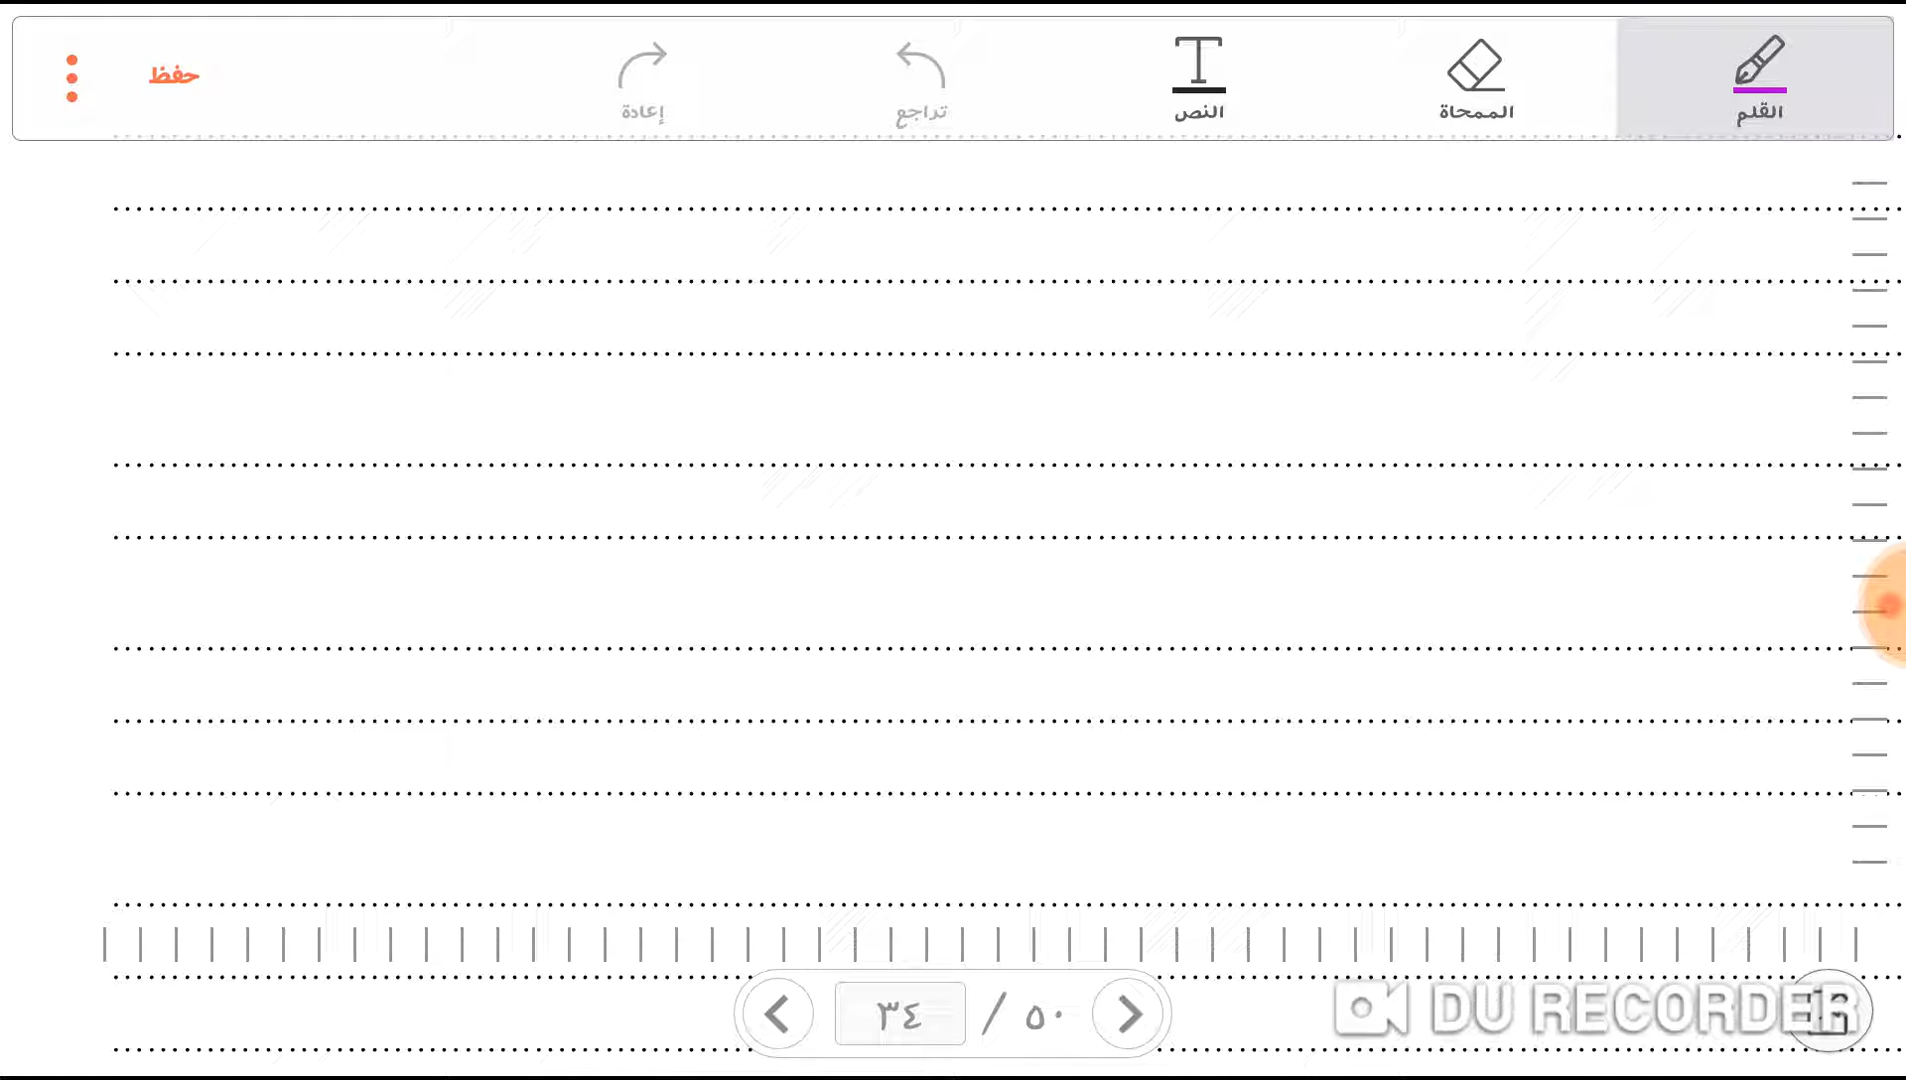 القلم
الممحاة
النص
تراجع
إعادة
حفظ
٣٤ / ٥٠
DU RECORDER